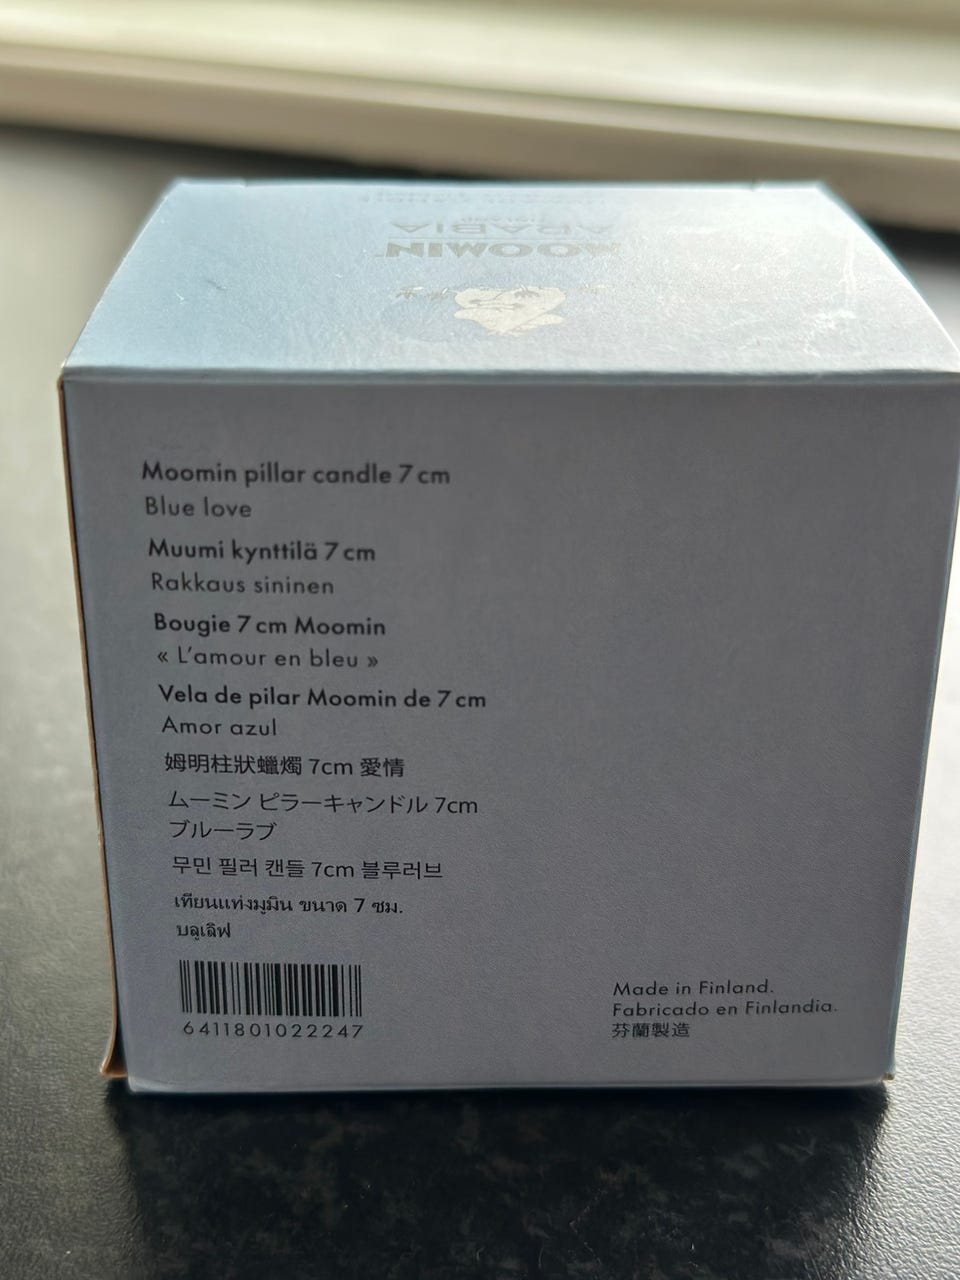 MOOMIN
ARABIA
Moomin pillar candle 7 cm
Blue love
Muumi kynttilä 7 cm
Rakkaus sininen
Bougie 7 cm Moomin
« L’amour en bleu »
Vela de pilar Moomin de 7 cm
Amor azul
姆明柱狀蠟燭 7cm 愛情
ムーミン ピラーキャンドル 7cm
ブルーラブ
무민 필러 캔들 7cm 블루러브
เทียนแท่งมูมิน ขนาด 7 ซม.
บลูเลิฟ
6411801022247
Made in Finland.
Fabricado en Finlandia.
芬蘭製造